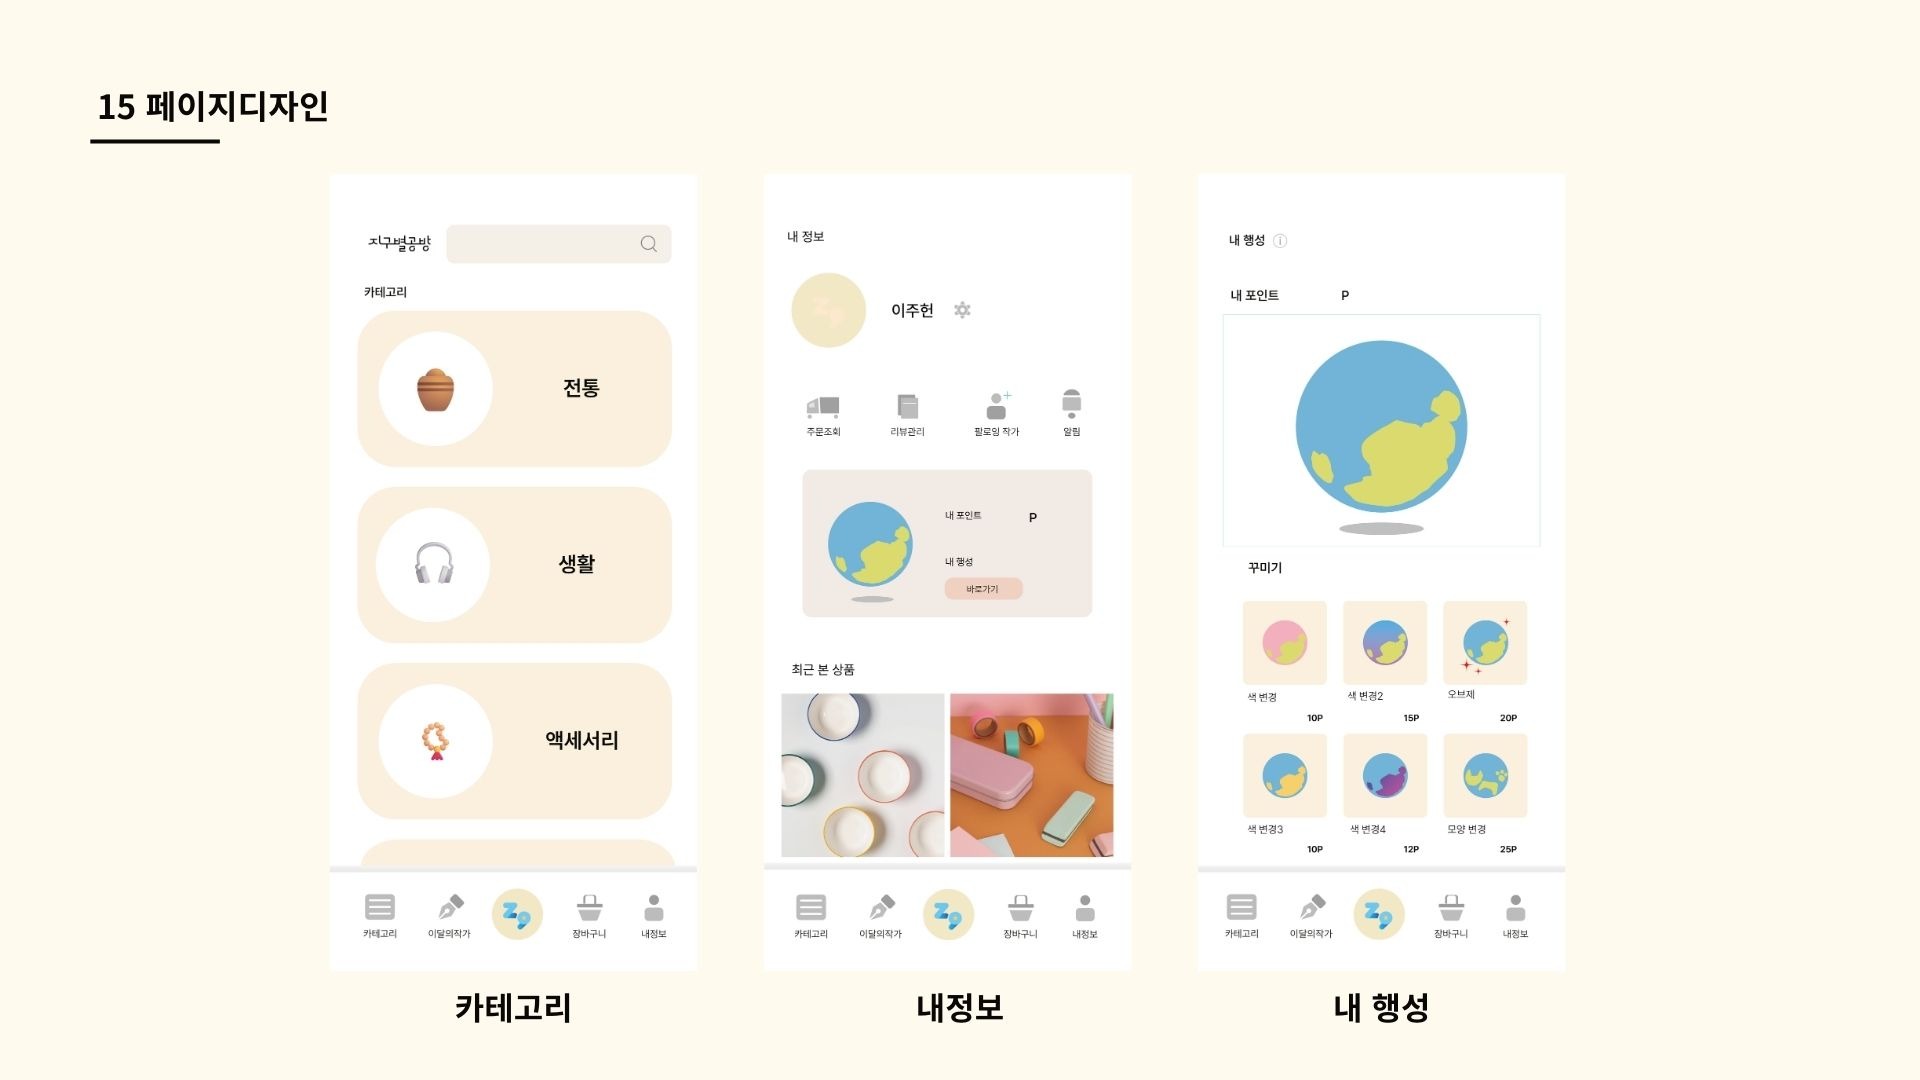 15 페이지디자인
지구별공방
카테고리
전통
생활
액세서리
카테고리
이달의작가
zg
장바구니
내정보
카테고리
내 정보
이주헌
주문조회
리뷰관리
팔로잉 작가
알림
내 포인트
P
내 행성
바로가기
최근 본 상품
카테고리
이달의작가
zg
장바구니
내정보
내정보
내 행성
내 포인트
P
꾸미기
색 변경
10P
색 변경2
15P
오브제
20P
색 변경3
10P
색 변경4
12P
모양 변경
25P
카테고리
이달의작가
zg
장바구니
내정보
내 행성